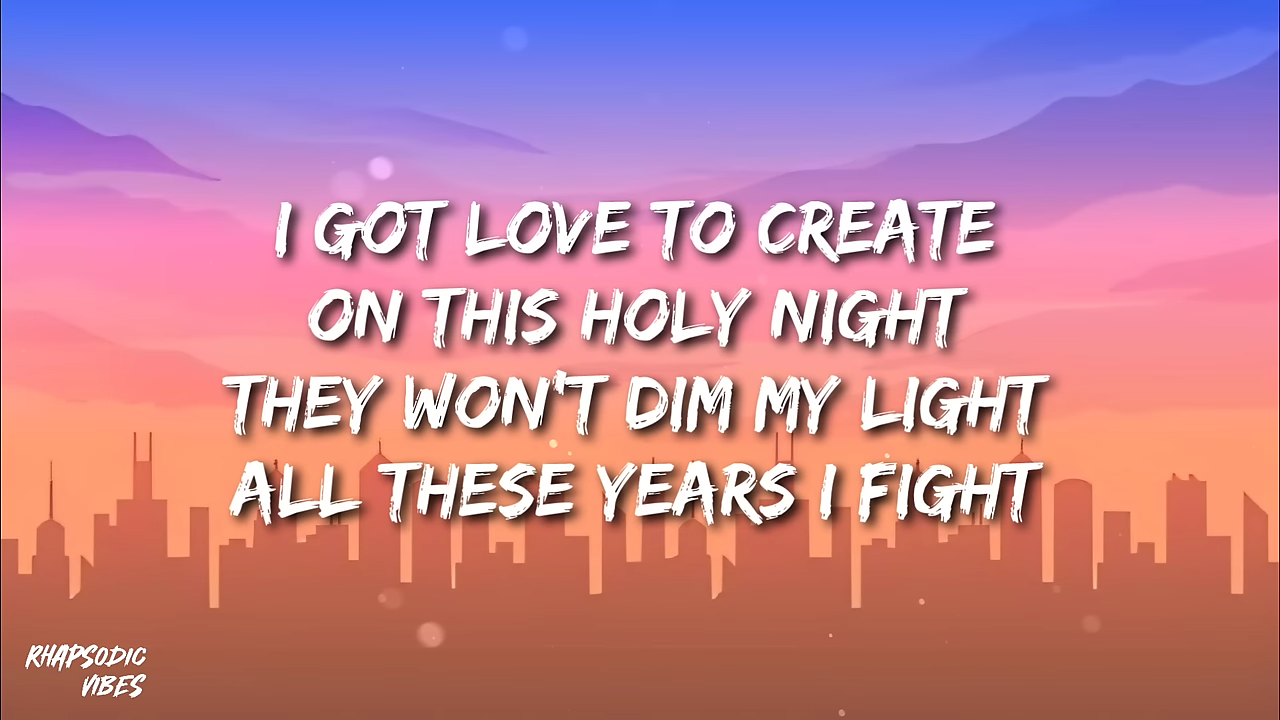 I GOT LOVE TO CREATE
ON THIS HOLY NIGHT
THEY WON'T DIM MY LIGHT
ALL THESE YEARS I FIGHT
RHAPSODIC
VIBES